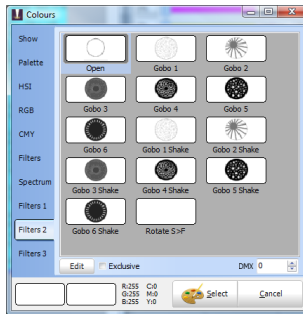 Colours
Show
Palette
HSI
RGB
CMY
Filters
Spectrum
Filters 1
Filters 2
Filters 3
Open
Gobo 1
Gobo 2
Gobo 3
Gobo 4
Gobo 5
Gobo 6
Gobo 1 Shake
Gobo 2 Shake
Gobo 3 Shake
Gobo 4 Shake
Gobo 5 Shake
Gobo 6 Shake
Rotate S>F
Edit
Exclusive
DMX 0
R:255 C:0
G:255 M:0
B:255 Y:0
Select
Cancel